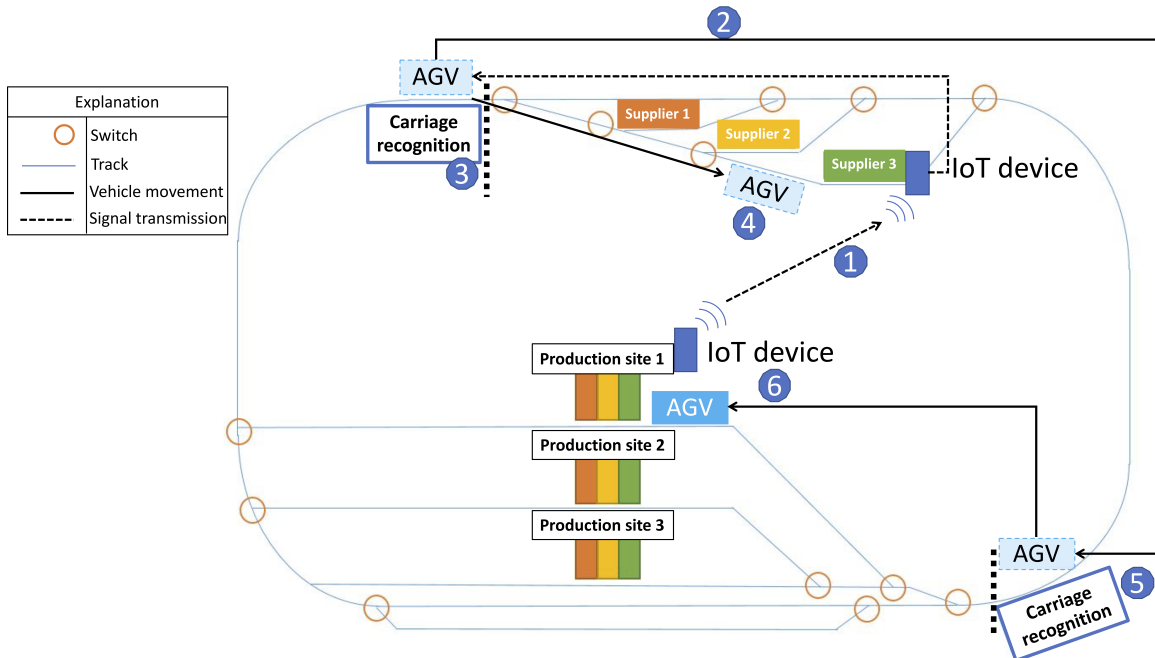 2
AGV
Explanation
Switch
Track
Vehicle movement
Signal transmission
Carriage
recognition
3
Supplier 1
Supplier 2
Supplier 3
IoT device
AGV
4
1
Production site 1
IoT device
6
AGV
Production site 2
Production site 3
AGV
5
Carriage
recognition